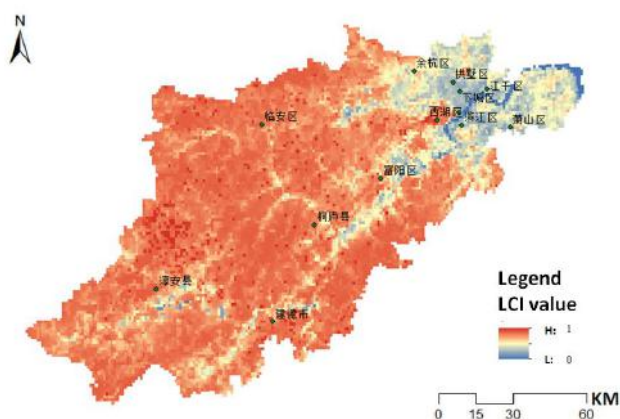 N
余杭区
拱墅区
江干区
下城区
西湖区
滨江区
萧山区
临安区
富阳区
桐庐县
淳安县
建德市
Legend
LCI value
H: 1
L: 0
KM
0 15 30 60